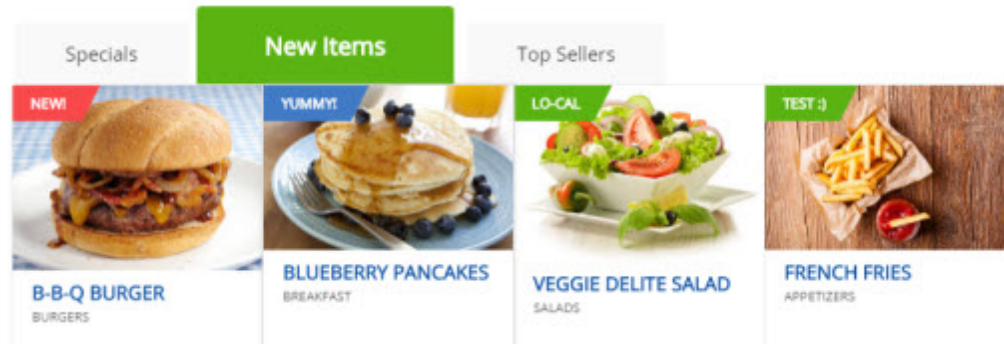 Specials
New Items
Top Sellers
NEW!
YUMMY!
LO-CAL
TEST :)
B-B-Q BURGER
BURGERS
BLUEBERRY PANCAKES
BREAKFAST
VEGGIE DELITE SALAD
SALADS
FRENCH FRIES
APPETIZERS